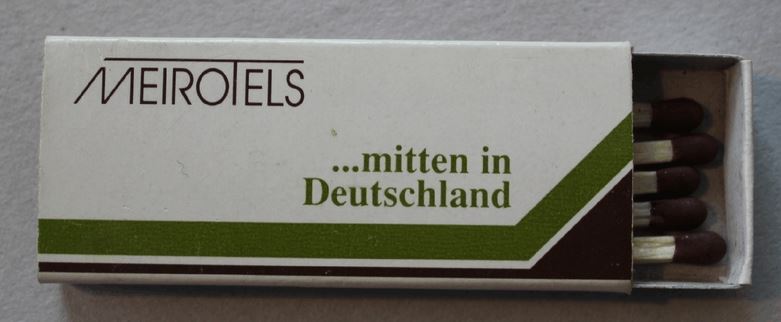 MEIROTELS
...mitten in
Deutschland